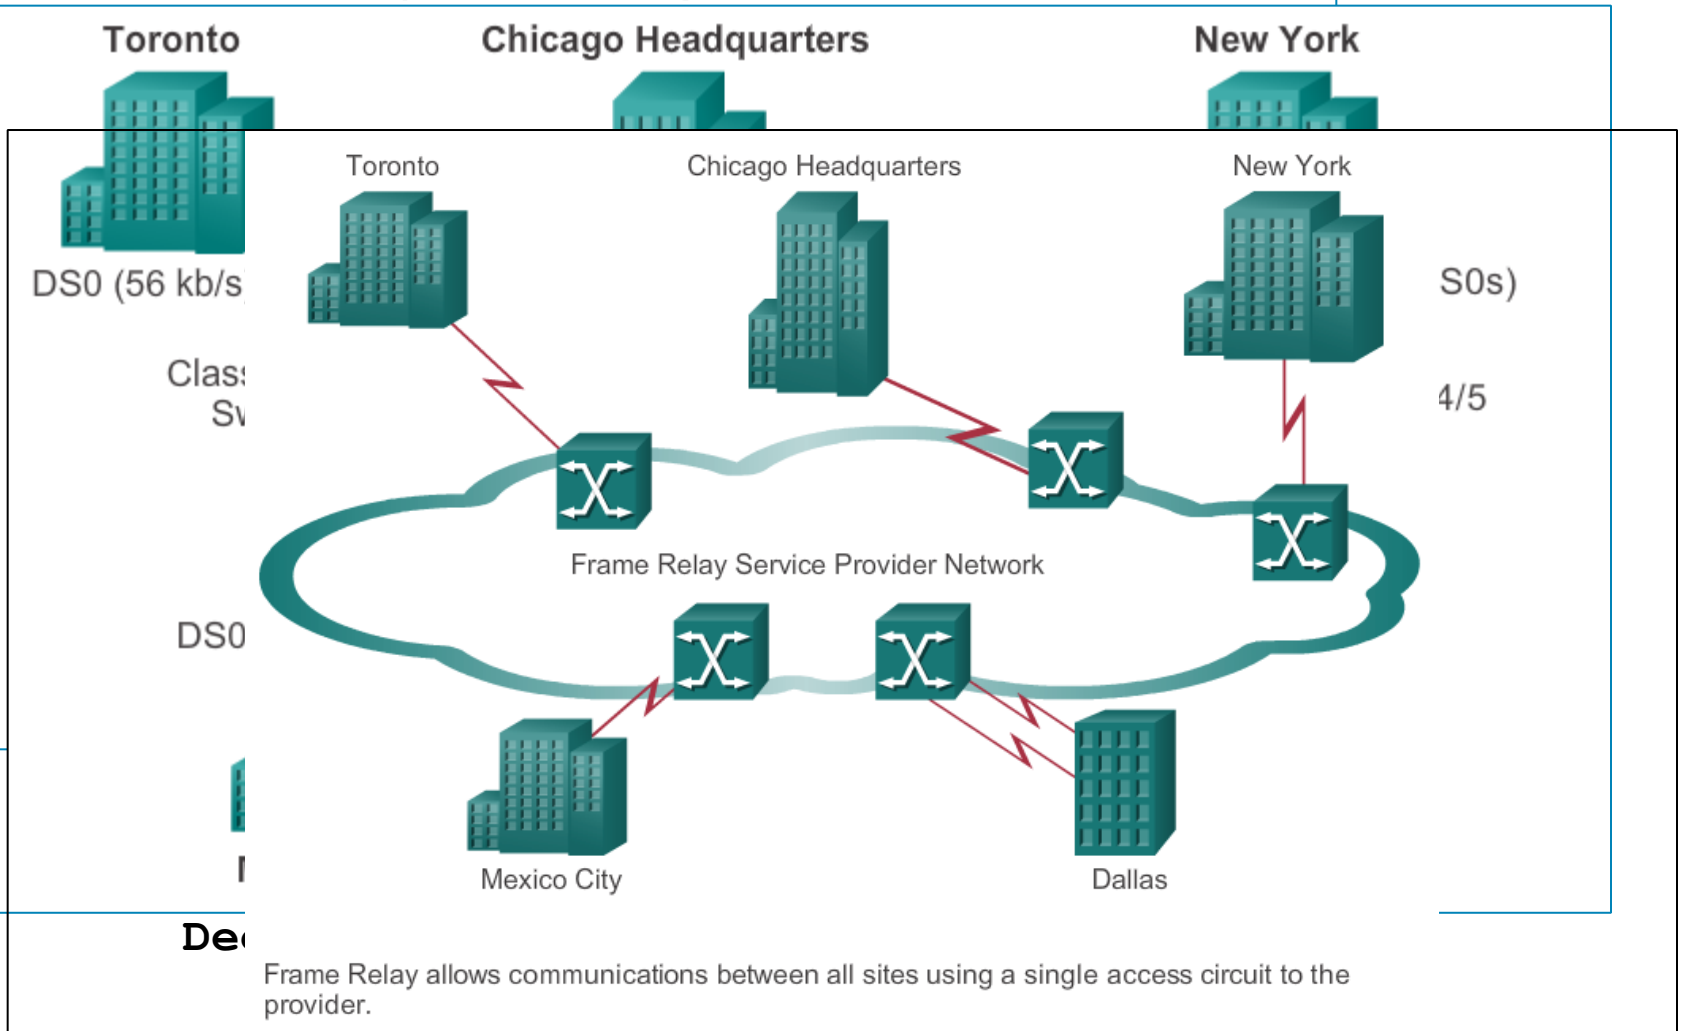 Toronto Chicago Headquarters New York
Toronto Chicago Headquarters New York
DS0 (56 kb/s S0s)
4/5
Frame Relay Service Provider Network
DS0
Mexico City Dallas
Frame Relay allows communications between all sites using a single access circuit to the
provider.